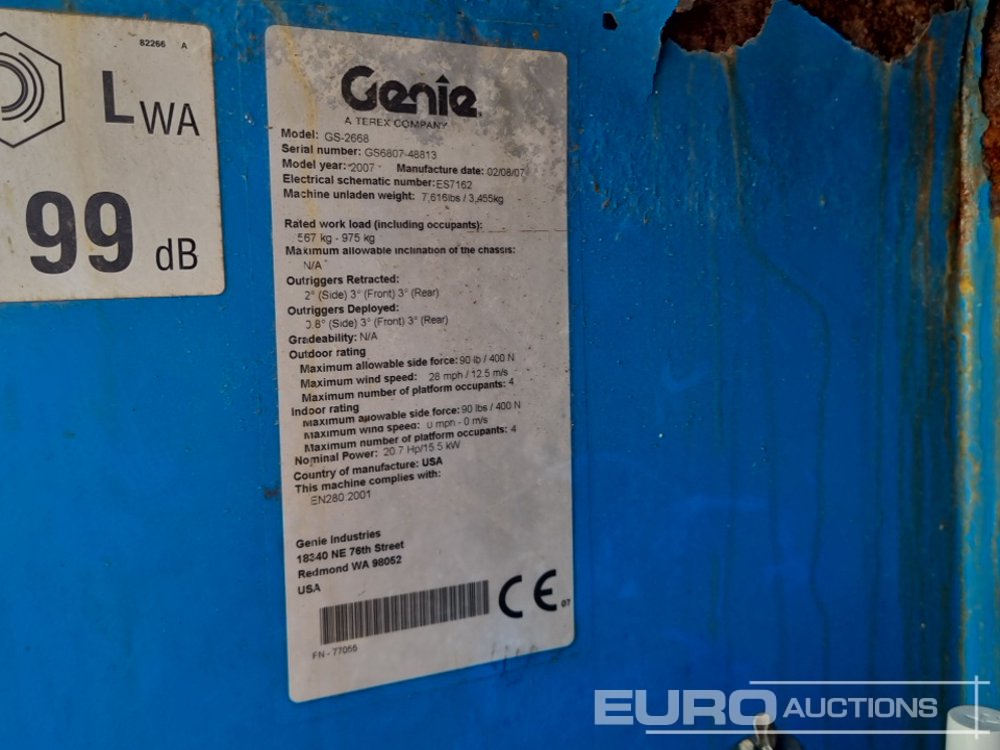 82266 A
LWA
99 dB
Genie
A TEREX COMPANY
Model: GS-2668
Serial number: GS6807-48813
Model year: 2007 Manufacture date: 02/08/07
Electrical schematic number: ES7162
Machine unladen weight: 7,616lbs / 3,455kg
Rated work load (including occupants):
567 kg - 975 kg
Maximum allowable inclination of the chassis:
N/A
Outriggers Retracted:
2° (Side) 3° (Front) 3° (Rear)
Outriggers Deployed:
0.8° (Side) 3° (Front) 3° (Rear)
Gradeability: N/A
Outdoor rating
Maximum allowable side force: 90 lb / 400 N
Maximum wind speed: 28 mph / 12.5 m/s
Maximum number of platform occupants: 4
Indoor rating
Maximum allowable side force: 90 lbs / 400 N
Maximum wind speed: 0 mph - 0 m/s
Maximum number of platform occupants: 4
Nominal Power: 20.7 Hp/15.5 kW
Country of manufacture: USA
This machine complies with:
EN280:2001
Genie Industries
18340 NE 76th Street
Redmond WA 98052
USA
CE 07
FN - 77055
EURO AUCTIONS